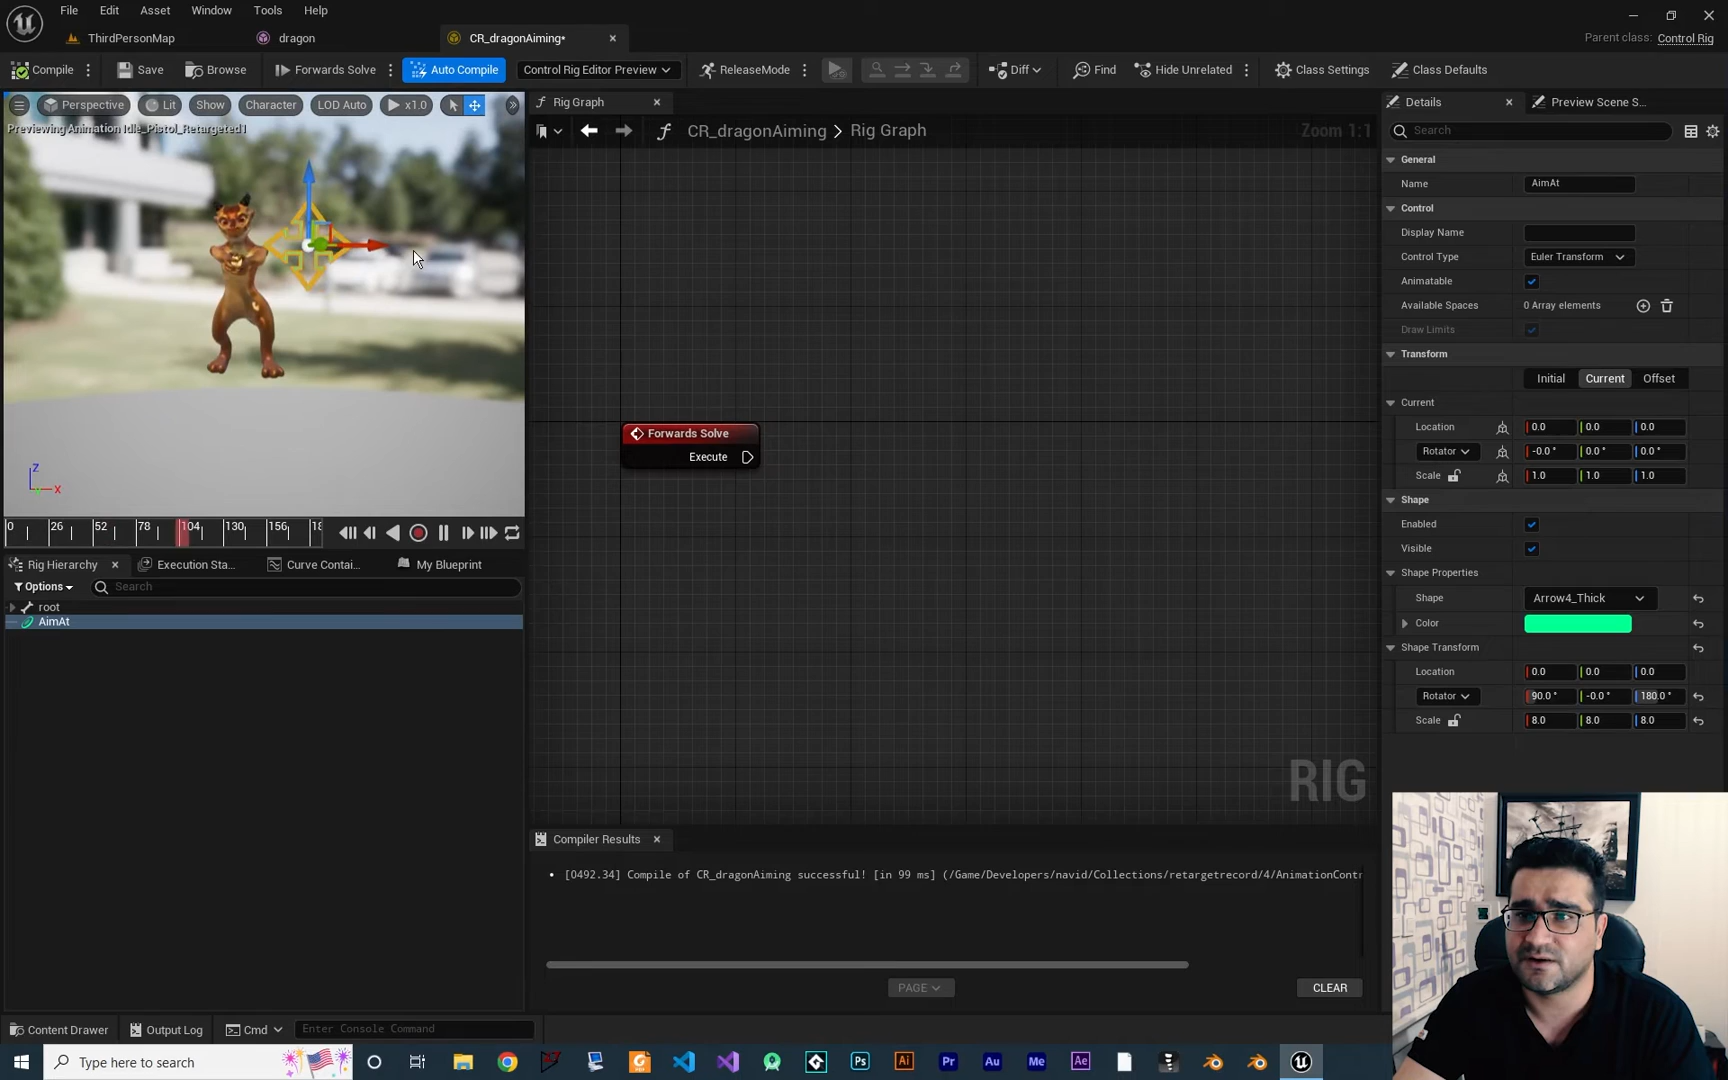 File Edit Asset Window Tools Help
ThirdPersonMap dragon CR_dragonAiming*
Parent class: Control Rig
Compile Save Browse Forwards Solve Auto Compile Control Rig Editor Preview ReleaseMode Diff Find Hide Unrelated Class Settings Class Defaults
Perspective Lit Show Character LOD Auto x1.0
Previewing Animation Idle_Pistol_Retargeted1
Z
X
0 26 52 78 104 130 156 18
Rig Hierarchy Execution Sta... Curve Contai... My Blueprint
Options Search
root
AimAt
Rig Graph
CR_dragonAiming > Rig Graph
Zoom 1:1
Forwards Solve
Execute
RIG
Compiler Results
[0492.34] Compile of CR_dragonAiming successful! [in 99 ms] (/Game/Developers/navid/Collections/retargetrecord/4/AnimationContr
PAGE
CLEAR
Details Preview Scene S...
Search
General
Name AimAt
Control
Display Name
Control Type Euler Transform
Animatable
Available Spaces 0 Array elements
Draw Limits
Transform
Initial Current Offset
Current
Location 0.0 0.0 0.0
Rotator -0.0 ° 0.0 ° 0.0 °
Scale 1.0 1.0 1.0
Shape
Enabled
Visible
Shape Properties
Shape Arrow4_Thick
Color
Shape Transform
Location 0.0 0.0 0.0
Rotator 90.0 ° -0.0 ° 180.0 °
Scale 8.0 8.0 8.0
Content Drawer Output Log Cmd Enter Console Command
Type here to search
Ps Ai Pr Au Me Ae